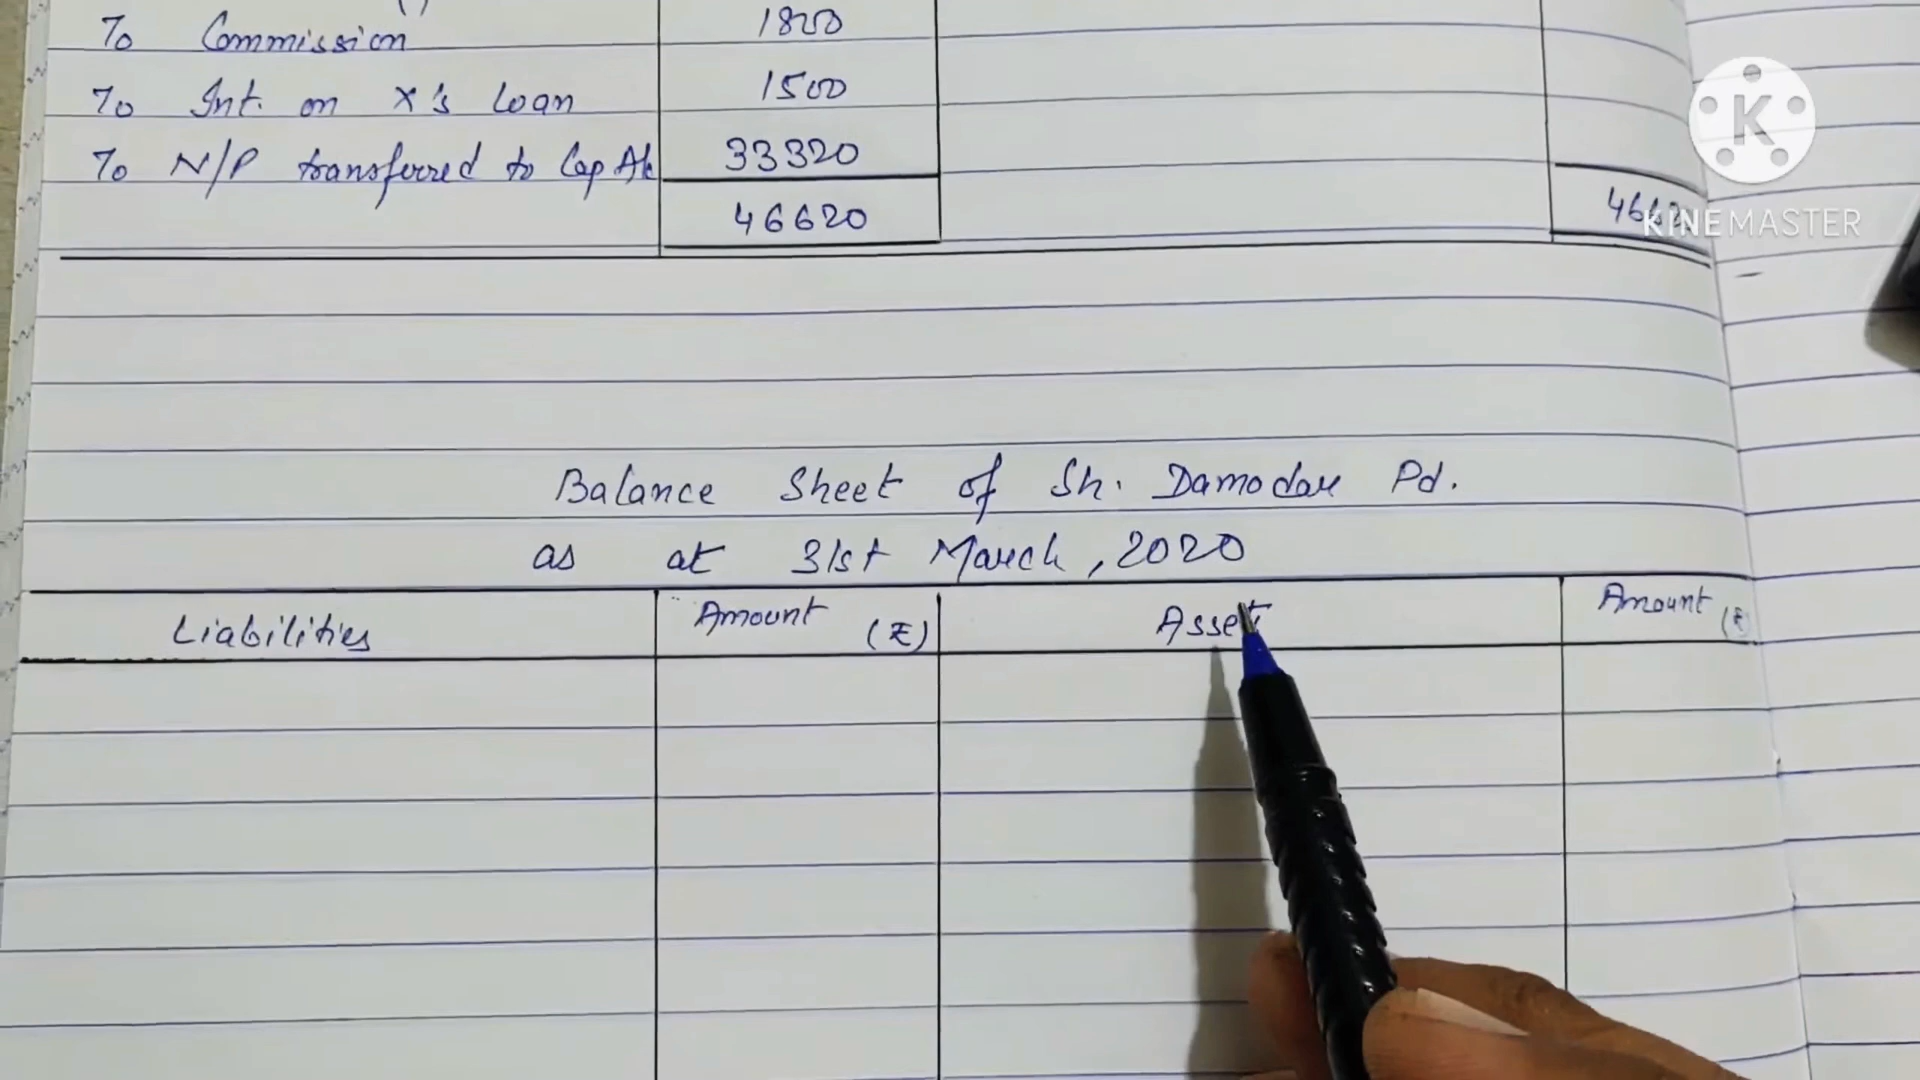 To Commission 1800
To Int. on X's Loan 1500
To N/P transferred to Cap A/c 33320
46620
K
KINEMASTER
Balance Sheet of Sh. Damodar Pd.
as at 31st March, 2020
Liabilities Amount (₹) Asset Amount (₹)